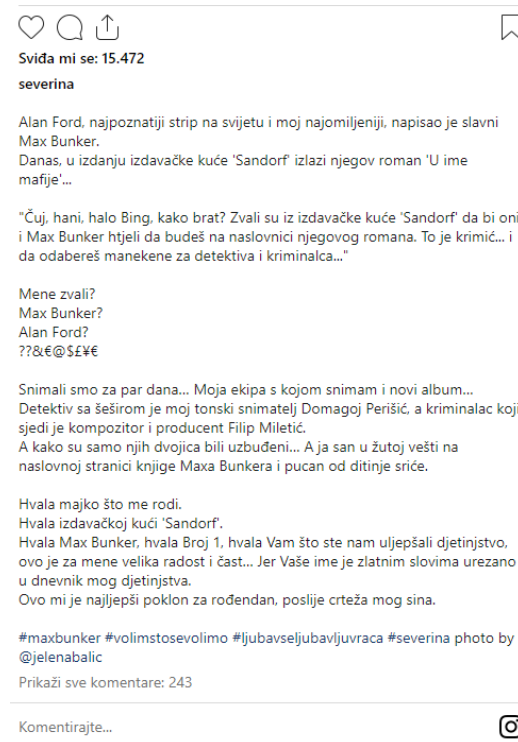 Sviđa mi se: 15.472
severina
Alan Ford, najpoznatiji strip na svijetu i moj najomiljeniji, napisao je slavni
Max Bunker.
Danas, u izdanju izdavačke kuće 'Sandorf' izlazi njegov roman 'U ime
mafije'...
"Čuj, hani, halo Bing, kako brat? Zvali su iz izdavačke kuće 'Sandorf' da bi oni
i Max Bunker htjeli da budeš na naslovnici njegovog romana. To je krimić... i
da odabereš manekene za detektiva i kriminalca..."
Mene zvali?
Max Bunker?
Alan Ford?
??&€@$£¥€
Snimali smo za par dana... Moja ekipa s kojom snimam i novi album...
Detektiv sa šeširom je moj tonski snimatelj Domagoj Perišić, a kriminalac koji
sjedi je kompozitor i producent Filip Miletić.
A kako su samo njih dvojica bili uzbuđeni... A ja san u žutoj vešti na
naslovnoj stranici knjige Maxa Bunkera i pucan od ditinje sriće.
Hvala majko što me rodi.
Hvala izdavačkoj kući 'Sandorf'.
Hvala Max Bunker, hvala Broj 1, hvala Vam što ste nam uljepšali djetinjstvo,
ovo je za mene velika radost i čast... Jer Vaše ime je zlatnim slovima urezano
u dnevnik mog djetinjstva.
Ovo mi je najljepši poklon za rođendan, poslije crteža mog sina.
#maxbunker #volimstosevolimo #ljubavseljubavljuvraca #severina photo by
@jelenabalic
Prikaži sve komentare: 243
Komentirajte...